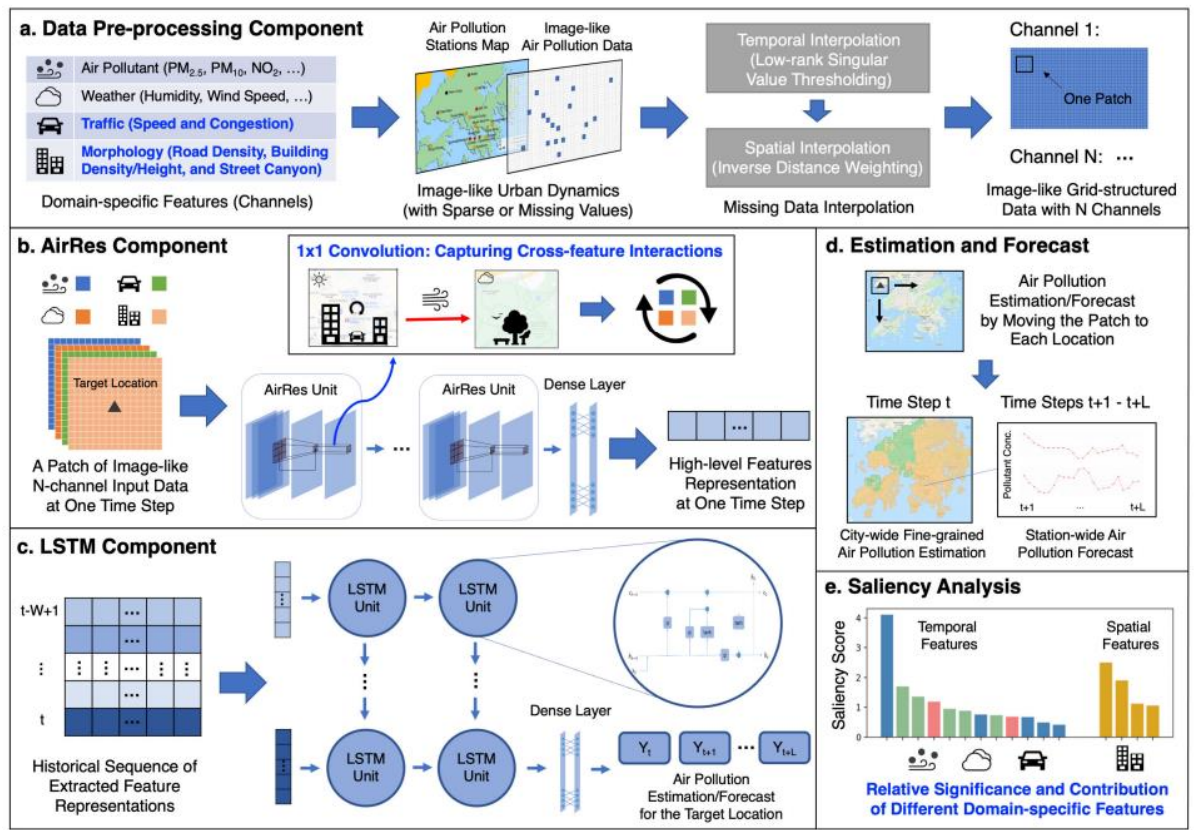 a. Data Pre-processing Component
Air Pollutant (PM2.5, PM10, NO2, ...)
Weather (Humidity, Wind Speed, ...)
Traffic (Speed and Congestion)
Morphology (Road Density, Building
Density/Height, and Street Canyon)
Domain-specific Features (Channels)
Air Pollution
Stations Map
Image-like
Air Pollution Data
Image-like Urban Dynamics
(with Sparse or Missing Values)
Temporal Interpolation
(Low-rank Singular
Value Thresholding)
Spatial Interpolation
(Inverse Distance Weighting)
Missing Data Interpolation
Channel 1:
One Patch
Channel N: ...
Image-like Grid-structured
Data with N Channels
b. AirRes Component
1x1 Convolution: Capturing Cross-feature Interactions
Target Location
A Patch of Image-like
N-channel Input Data
at One Time Step
AirRes Unit
...
AirRes Unit
Dense Layer
...
High-level Features
Representation
at One Time Step
c. LSTM Component
t-W+1
...
...
⋮
⋮ ⋮ ... ⋮ ⋮
...
t
...
Historical Sequence of
Extracted Feature
Representations
⋮
LSTM
Unit
LSTM
Unit
⋮
⋮
⋮
LSTM
Unit
LSTM
Unit
Dense Layer
Yt
Yt+1
...
Yt+L
Air Pollution
Estimation/Forecast
for the Target Location
d. Estimation and Forecast
Air Pollution
Estimation/Forecast
by Moving the Patch to
Each Location
Time Step t
Time Steps t+1 - t+L
Pollutant Conc.
t+1
...
t+L
City-wide Fine-grained
Air Pollution Estimation
Station-wide Air
Pollution Forecast
e. Saliency Analysis
Saliency Score
4
3
2
1
0
Temporal
Features
Spatial
Features
Relative Significance and Contribution
of Different Domain-specific Features